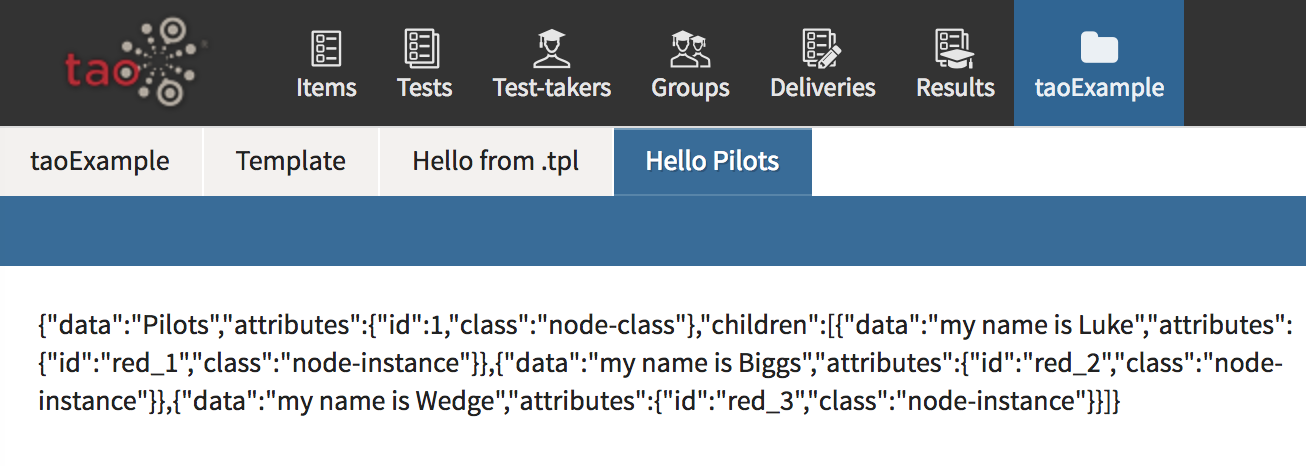 tao
Items Tests Test-takers Groups Deliveries Results taoExample
taoExample Template Hello from .tpl Hello Pilots
{"data":"Pilots","attributes":{"id":1,"class":"node-class"},"children":[{"data":"my name is Luke","attributes":
{"id":"red_1","class":"node-instance"}},{"data":"my name is Biggs","attributes":{"id":"red_2","class":"node-
instance"}},{"data":"my name is Wedge","attributes":{"id":"red_3","class":"node-instance"}}]}